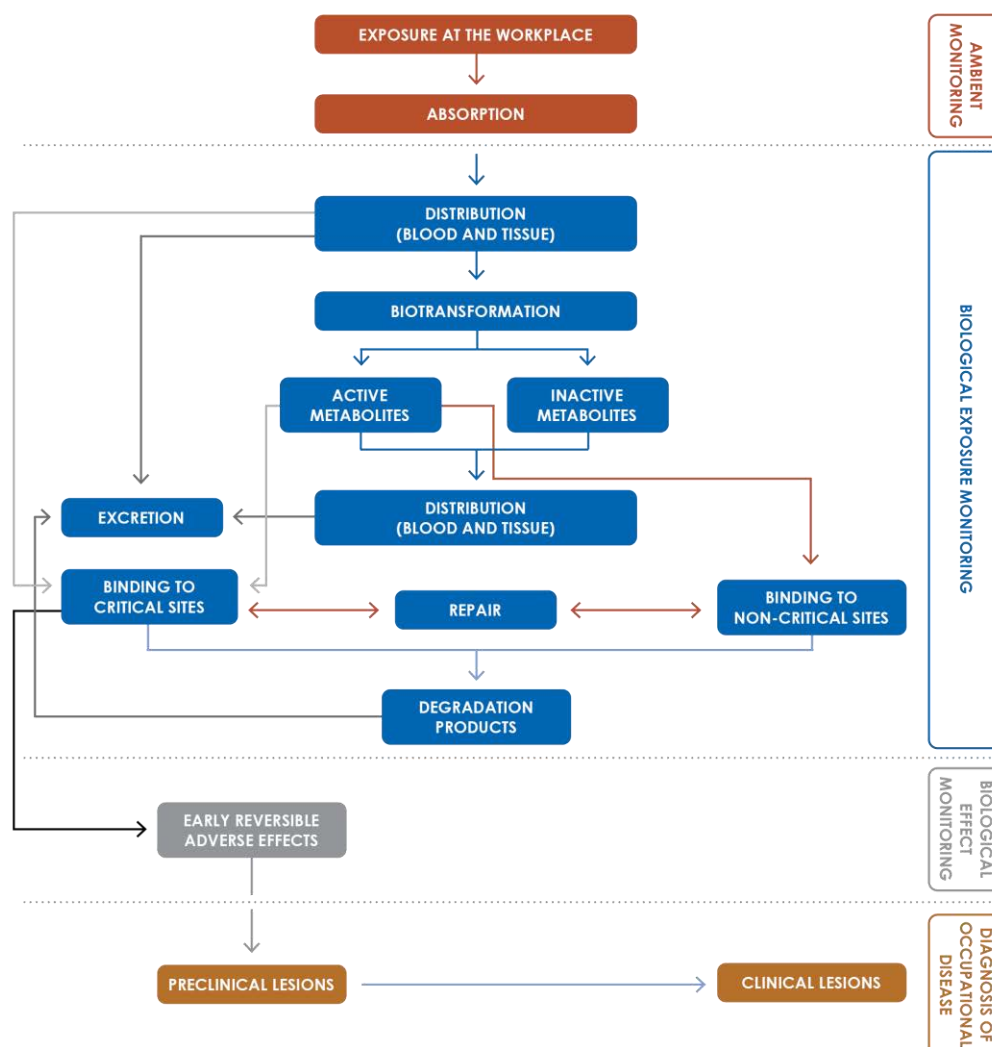 EXPOSURE AT THE WORKPLACE
ABSORPTION
AMBIENT
MONITORING
DISTRIBUTION
(BLOOD AND TISSUE)
BIOTRANSFORMATION
ACTIVE
METABOLITES
INACTIVE
METABOLITES
EXCRETION
DISTRIBUTION
(BLOOD AND TISSUE)
BINDING TO
CRITICAL SITES
REPAIR
BINDING TO
NON-CRITICAL SITES
DEGRADATION
PRODUCTS
BIOLOGICAL EXPOSURE MONITORING
EARLY REVERSIBLE
ADVERSE EFFECTS
BIOLOGICAL
EFFECT
MONITORING
PRECLINICAL LESIONS
CLINICAL LESIONS
DIAGNOSIS OF
OCCUPATIONAL
DISEASE